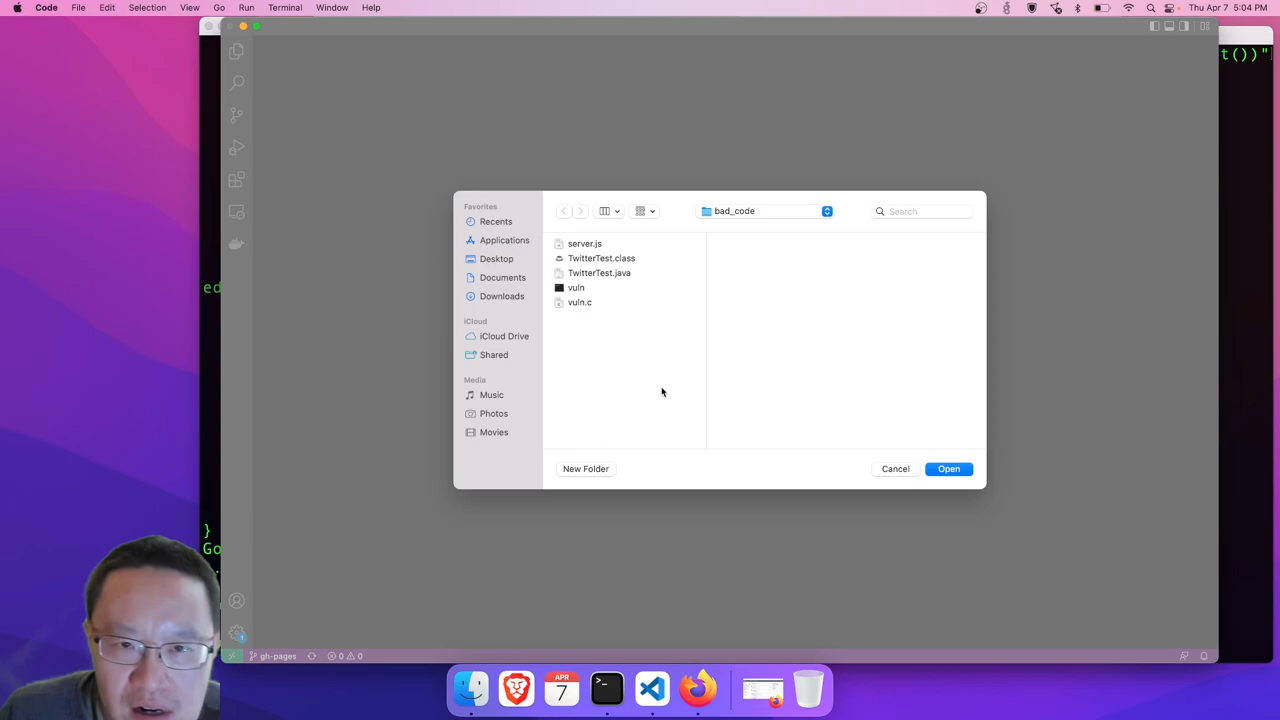 Code File Edit Selection View Go Run Terminal Window Help Thu Apr 7 5:04 PM
t())"
bad_code Search
Favorites
Recents
Applications
Desktop
Documents
Downloads
iCloud
iCloud Drive
Shared
Media
Music
Photos
Movies
server.js
TwitterTest.class
TwitterTest.java
vuln
vuln.c
New Folder Cancel Open
ed
}
Go
1
gh-pages 0 0
APR
7
>_